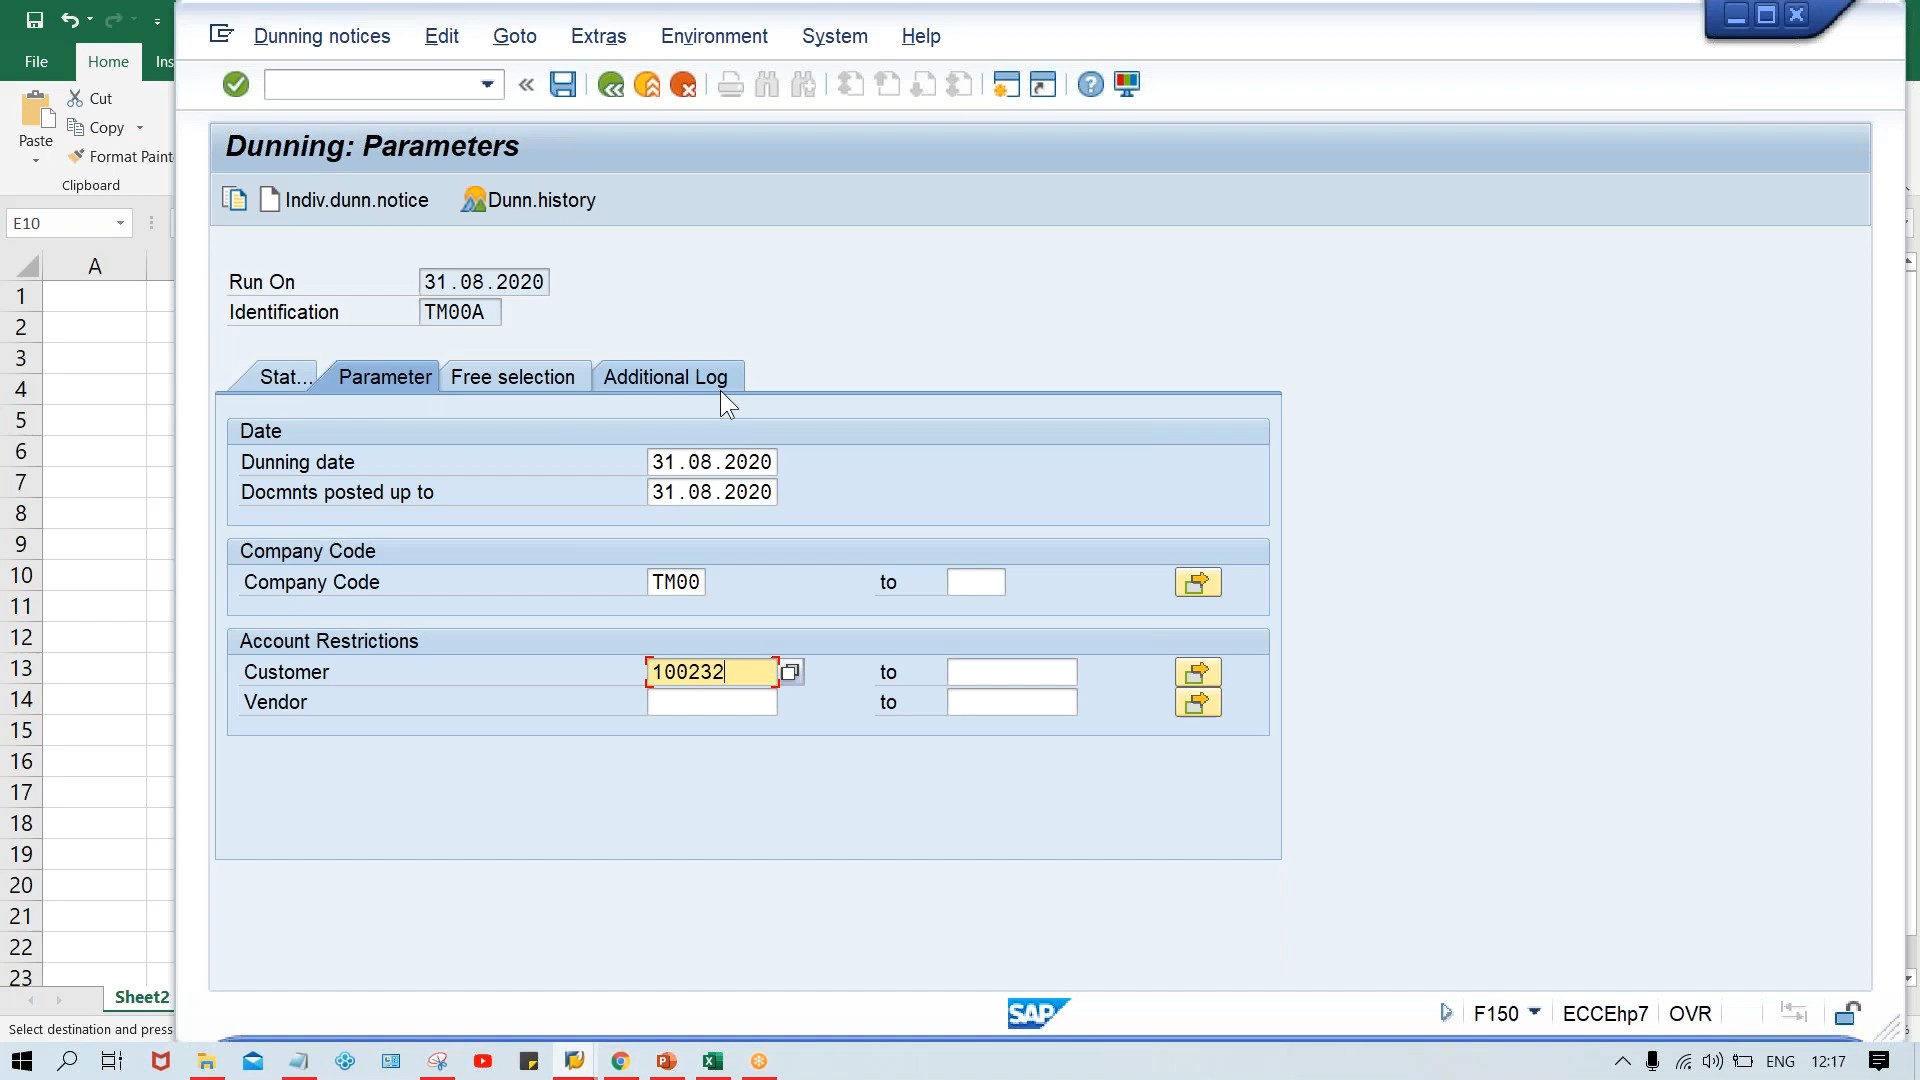 Dunning notices Edit Goto Extras Environment System Help
File Home Ins
Cut
Copy
Paste
Format Paint
Clipboard
Dunning: Parameters
Indiv.dunn.notice Dunn.history
E10
A
Run On 31.08.2020
Identification TM00A
Stat... Parameter Free selection Additional Log
Date
Dunning date 31.08.2020
Docmnts posted up to 31.08.2020
Company Code
Company Code TM00 to
Account Restrictions
Customer 100232 to
Vendor to
1
2
3
4
5
6
7
8
9
10
11
12
13
14
15
16
17
18
19
20
21
22
23
Sheet2
SAP
F150 ECCEhp7 OVR
Select destination and press
ENG 12:17